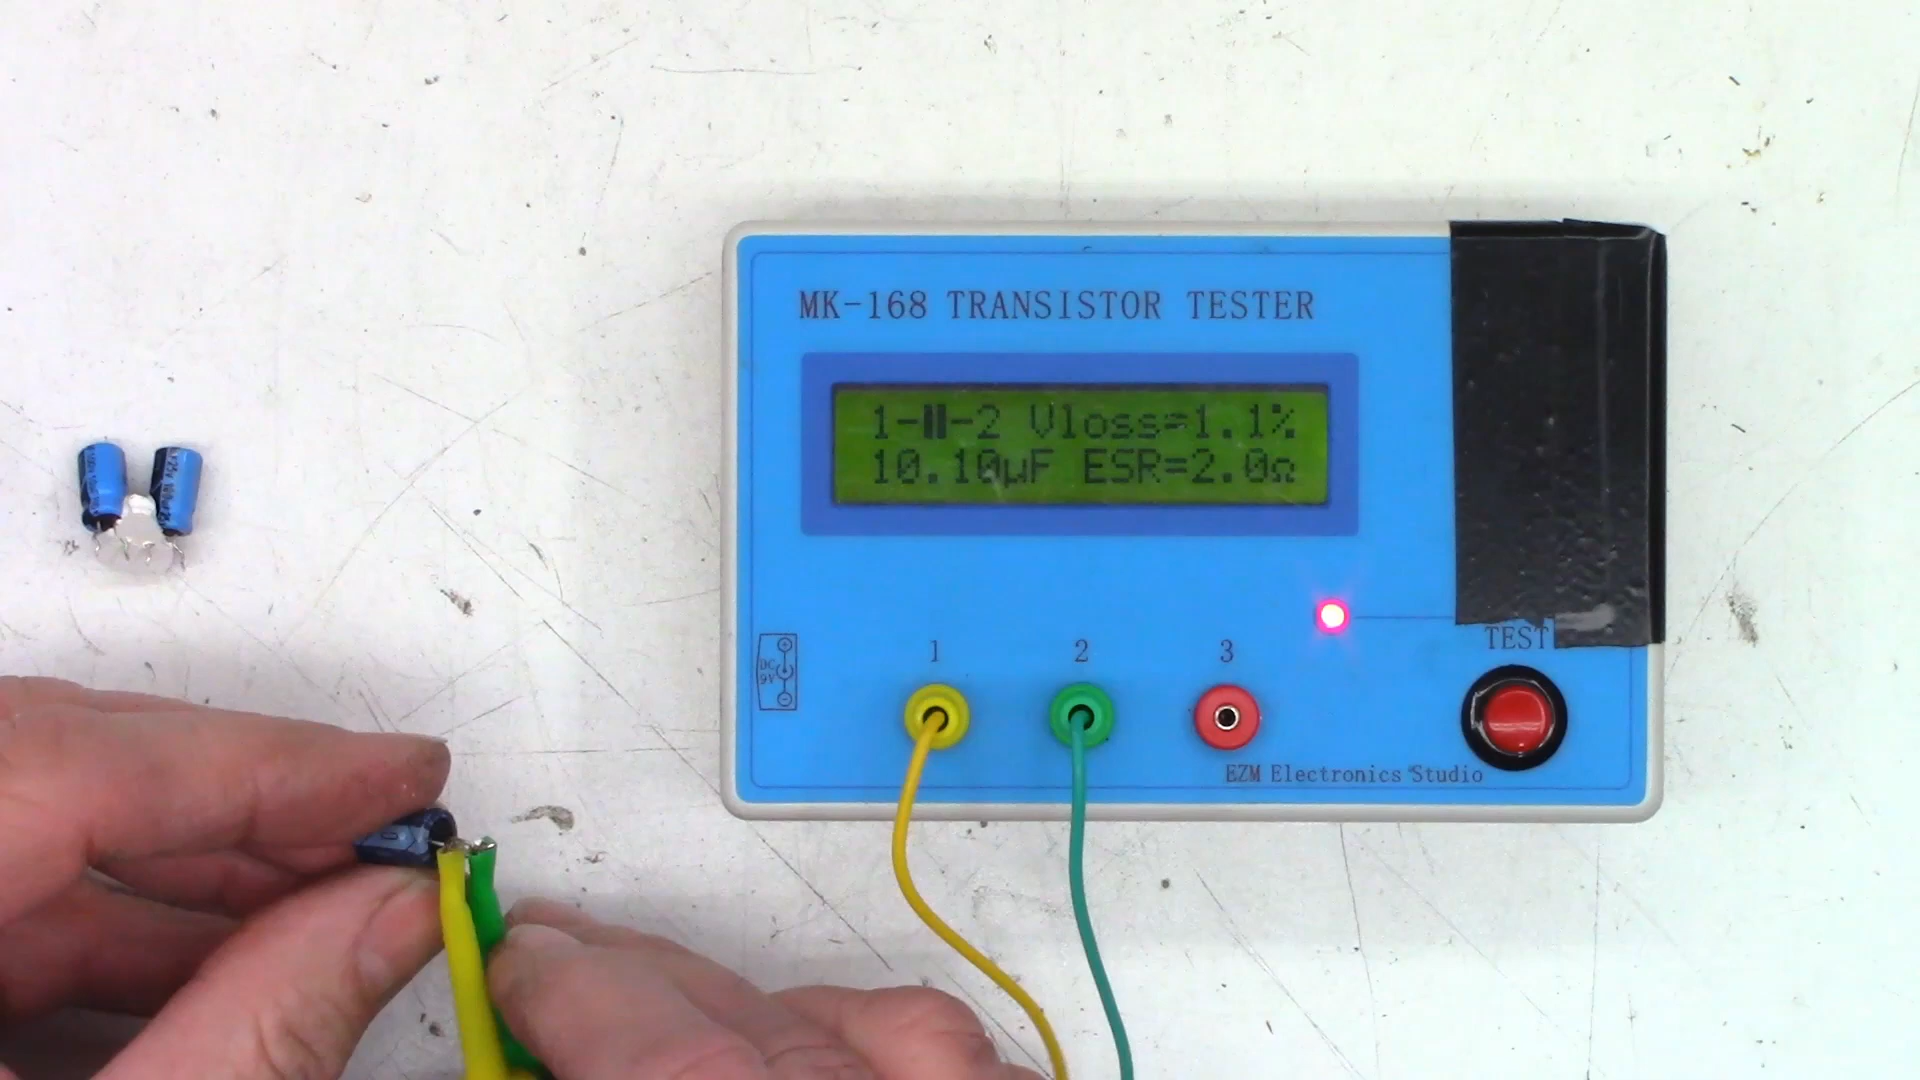 MK-168 TRANSISTOR TESTER
1-▮▮-2 Vloss=1.1%
10.10µF ESR=2.0Ω
TEST
1 2 3
DC
9V
EZM Electronics Studio